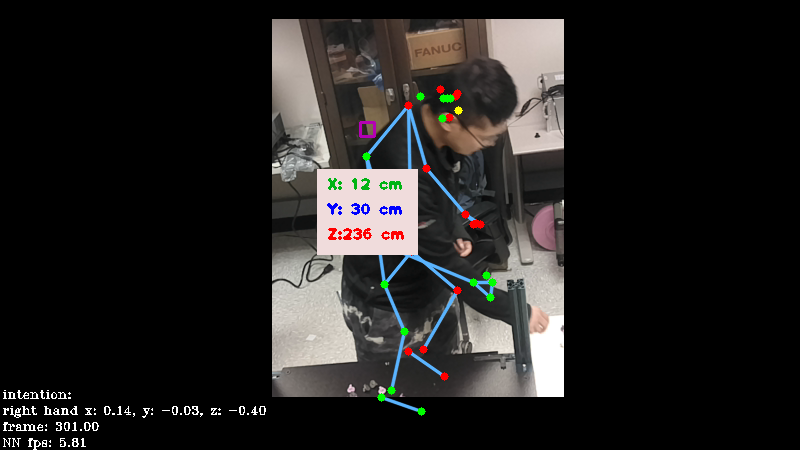 FANUC
X: 12 cm
Y: 30 cm
Z:236 cm
intention:
right hand x: 0.14, y: −0.03, z: −0.40
frame: 301.00
NN fps: 5.81